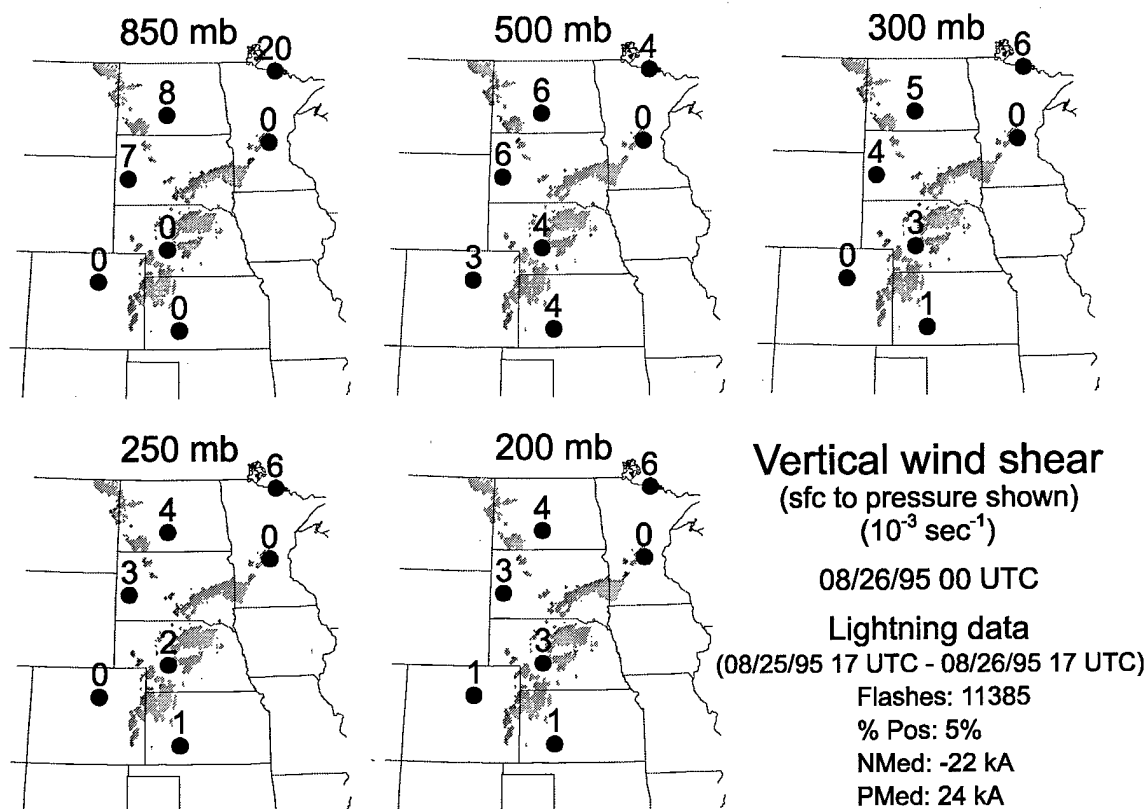 850 mb
20
8
0
7
0
0
0
500 mb
4
6
0
6
4
3
4
300 mb
6
5
0
4
3
0
1
250 mb
6
4
0
3
2
0
1
200 mb
6
4
0
3
3
1
1
Vertical wind shear
(sfc to pressure shown)
(10⁻³ sec⁻¹)
08/26/95 00 UTC
Lightning data
(08/25/95 17 UTC - 08/26/95 17 UTC)
Flashes: 11385
% Pos: 5%
NMed: -22 kA
PMed: 24 kA